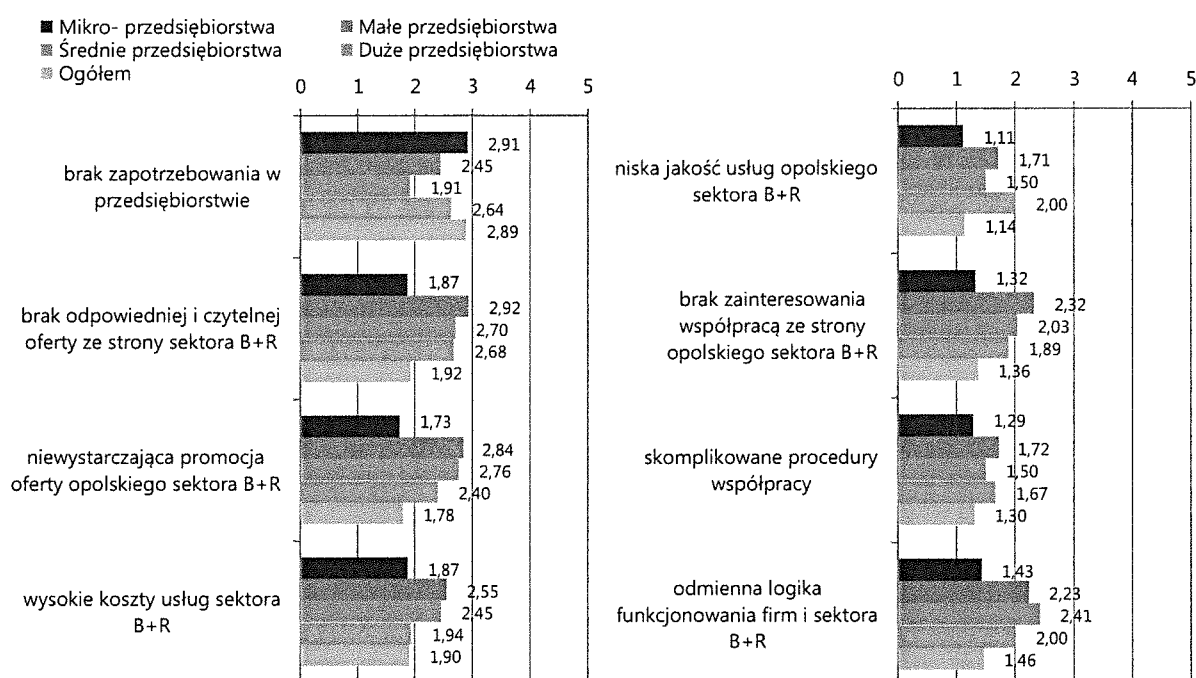 Mikro- przedsiębiorstwa
Małe przedsiębiorstwa
Średnie przedsiębiorstwa
Duże przedsiębiorstwa
Ogółem
0 1 2 3 4 5
brak zapotrzebowania w
przedsiębiorstwie
2,91
2,45
1,91
2,64
2,89
brak odpowiedniej i czytelnej
oferty ze strony sektora B+R
1,87
2,92
2,70
2,68
1,92
niewystarczająca promocja
oferty opolskiego sektora B+R
1,73
2,84
2,76
2,40
1,78
wysokie koszty usług sektora
B+R
1,87
2,55
2,45
1,94
1,90
0 1 2 3 4 5
niska jakość usług opolskiego
sektora B+R
1,11
1,71
1,50
2,00
1,14
brak zainteresowania
współpracą ze strony
opolskiego sektora B+R
1,32
2,32
2,03
1,89
1,36
skomplikowane procedury
współpracy
1,29
1,72
1,50
1,67
1,30
odmienna logika
funkcjonowania firm i sektora
B+R
1,43
2,23
2,41
2,00
1,46